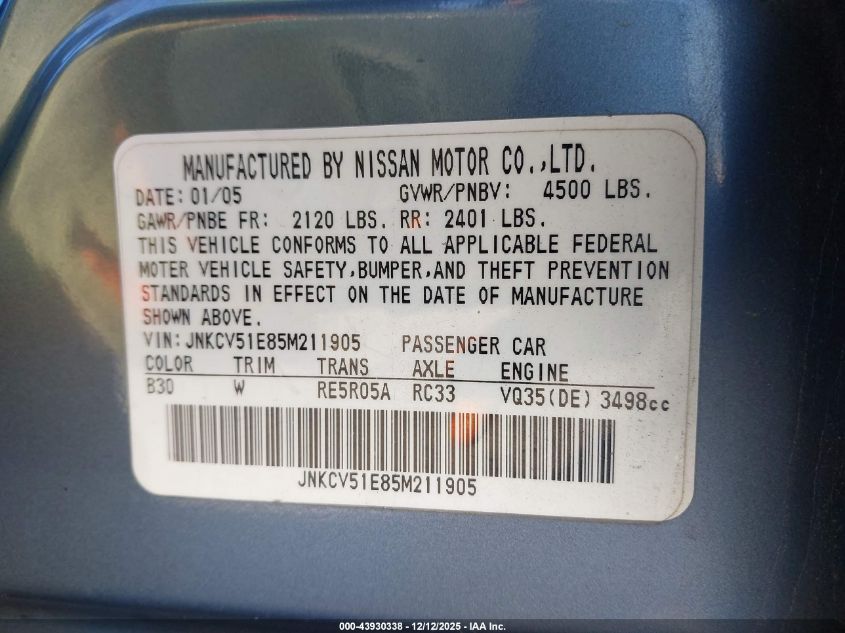 MANUFACTURED BY NISSAN MOTOR CO.,LTD.
DATE: 01/05 GVWR/PNBV: 4500 LBS.
GAWR/PNBE FR: 2120 LBS. RR: 2401 LBS.
THIS VEHICLE CONFORMS TO ALL APPLICABLE FEDERAL
MOTER VEHICLE SAFETY,BUMPER,AND THEFT PREVENTION
STANDARDS IN EFFECT ON THE DATE OF MANUFACTURE
SHOWN ABOVE.
VIN: JNKCV51E85M211905 PASSENGER CAR
COLOR TRIM TRANS AXLE ENGINE
B30 W RE5R05A RC33 VQ35(DE) 3498cc
JNKCV51E85M211905
000-43930338 - 12/12/2025 - IAA Inc.